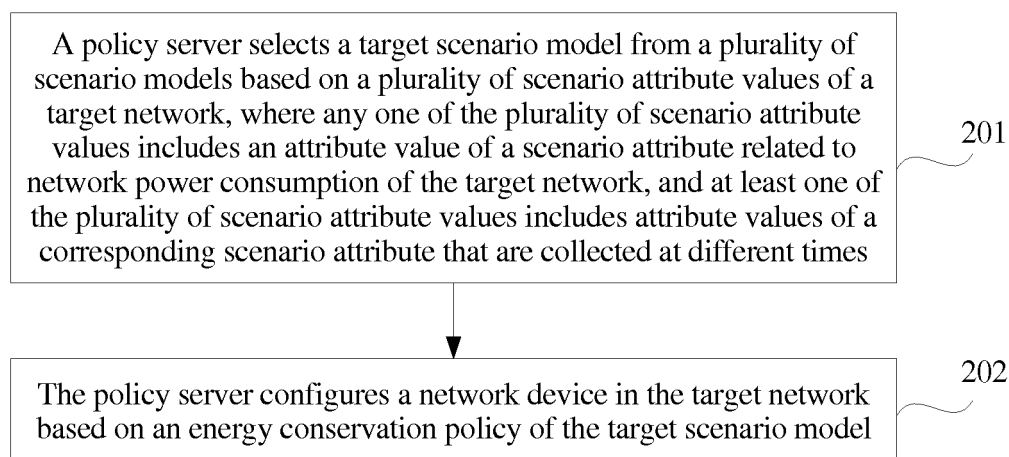 A policy server selects a target scenario model from a plurality of
scenario models based on a plurality of scenario attribute values of a
target network, where any one of the plurality of scenario attribute
values includes an attribute value of a scenario attribute related to
network power consumption of the target network, and at least one of
the plurality of scenario attribute values includes attribute values of a
corresponding scenario attribute that are collected at different times
201
The policy server configures a network device in the target network
based on an energy conservation policy of the target scenario model
202